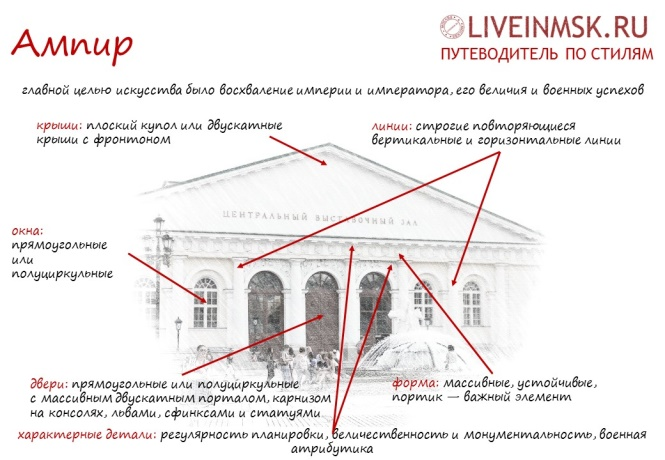 Ампир
LIVEINMSK.RU
ПУТЕВОДИТЕЛЬ ПО СТИЛЯМ
главной целью искусства было восхваление империи и императора, его величия и военных успехов
крыши: плоский купол или двускатные
крыши с фронтоном
линии: строгие повторяющиеся
вертикальные и горизонтальные линии
ЦЕНТРАЛЬНЫЙ ВЫСТАВОЧНЫЙ ЗАЛ
окна:
прямоугольные
или
полуциркульные
двери: прямоугольные или полуциркульные
с массивным двускатным порталом, карнизом
на консолях, львами, сфинксами и статуями
форма: массивные, устойчивые,
портик — важный элемент
характерные детали: регулярность планировки, величественность и монументальность, военная
атрибутика